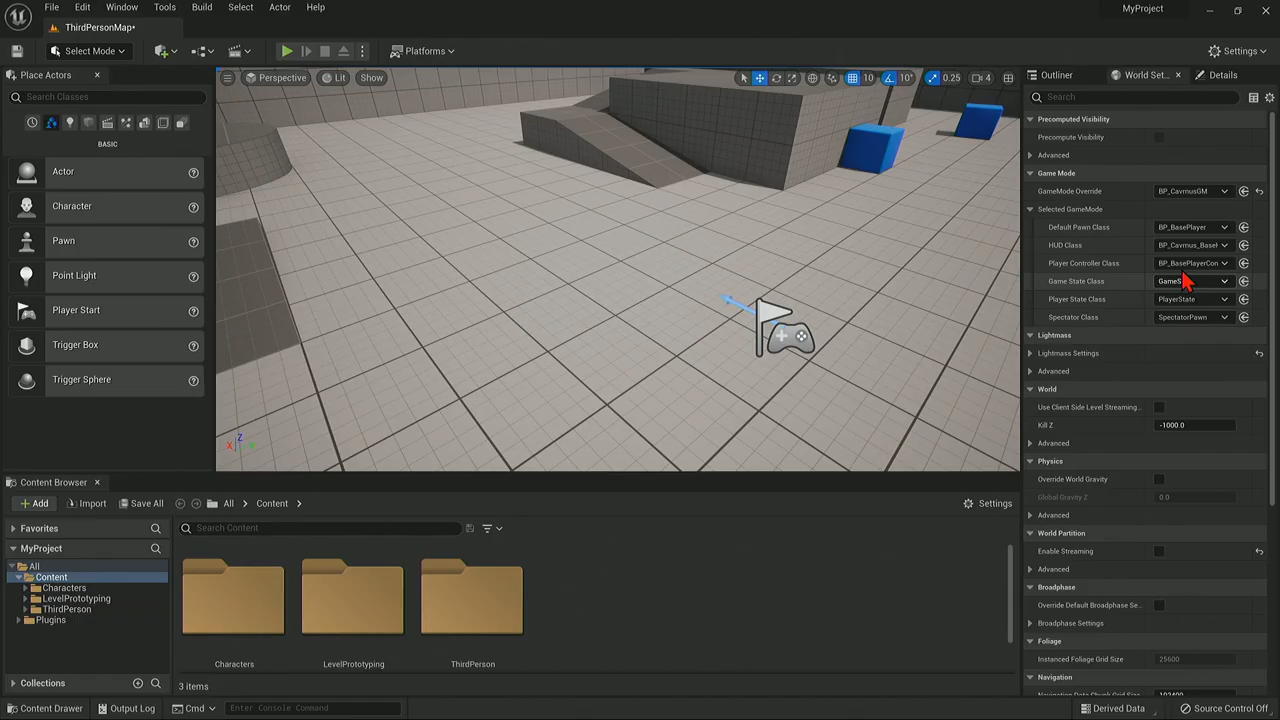 File Edit Window Tools Build Select Actor Help
MyProject
ThirdPersonMap•
Select Mode
Platforms
Settings
Place Actors
Search Classes
BASIC
Actor
Character
Pawn
Point Light
Player Start
Trigger Box
Trigger Sphere
Perspective Lit Show
10 10° 0.25 4
Z
X
Outliner World Set... Details
Search
Precomputed Visibility
Precompute Visibility
Advanced
Game Mode
GameMode Override BP_CavrnusGM
Selected GameMode
Default Pawn Class BP_BasePlayer
HUD Class BP_Cavrnus_Base
Player Controller Class BP_BasePlayerCon
Game State Class
Player State Class PlayerState
Spectator Class SpectatorPawn
Lightmass
Lightmass Settings
Advanced
World
Use Client Side Level Streaming...
Kill Z -1000.0
Advanced
Physics
Override World Gravity
Global Gravity Z 0.0
Advanced
World Partition
Enable Streaming
Advanced
Broadphase
Override Default Broadphase Se..
Broadphase Settings
Foliage
Instanced Foliage Grid Size 25600
Navigation
Content Browser
Add Import Save All All Content Settings
Favorites
Search Content
MyProject
All
Content
Characters
LevelPrototyping
ThirdPerson
Plugins
Characters LevelPrototyping ThirdPerson
Collections
3 items
Content Drawer Output Log Cmd Enter Console Command
Derived Data Source Control Off